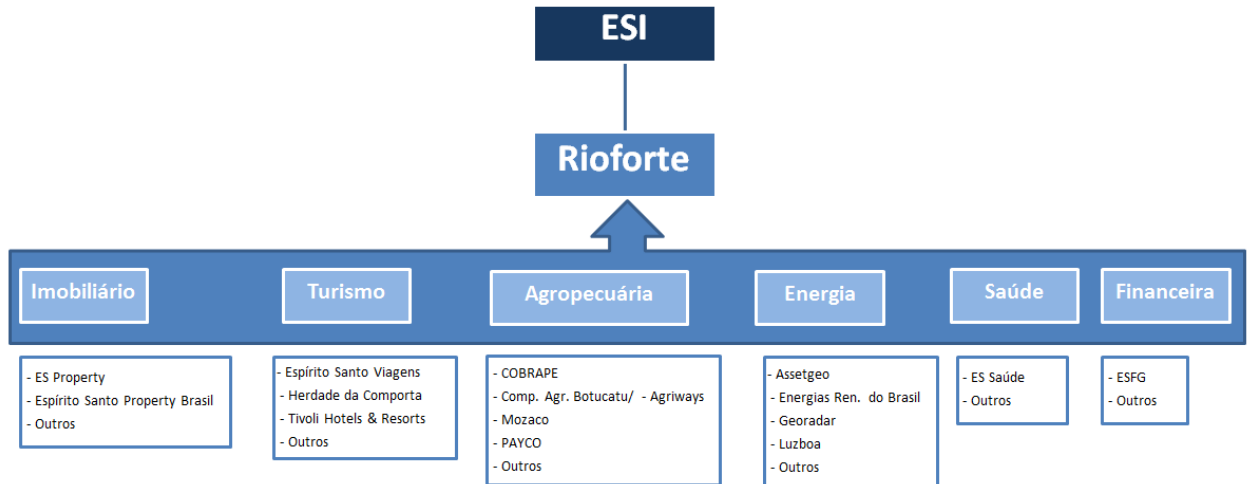 ESI
Rioforte
Imobiliário
Turismo
Agropecuária
Energia
Saúde
Financeira
- ES Property
- Espírito Santo Property Brasil
- Outros
- Espírito Santo Viagens
- Herdade da Comporta
- Tivoli Hotels & Resorts
- Outros
- COBRAPE
- Comp. Agr. Botucatu/ - Agriways
- Mozaco
- PAYCO
- Outros
- Assetgeo
- Energias Ren. do Brasil
- Georadar
- Luzboa
- Outros
- ES Saúde
- Outros
- ESFG
- Outros